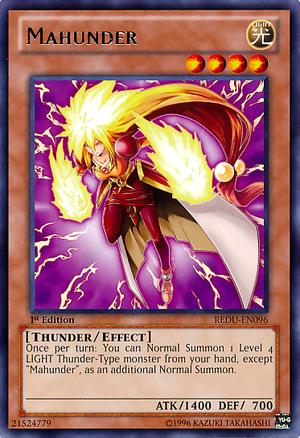 MAHUNDER
LIGHT
光
1st Edition
REDU-EN096
[THUNDER/EFFECT]
Once per turn: You can Normal Summon 1 Level 4
LIGHT Thunder-Type monster from your hand, except
"Mahunder", as an additional Normal Summon.
ATK/1400 DEF/ 700
21524779
©1996 KAZUKI TAKAHASHI